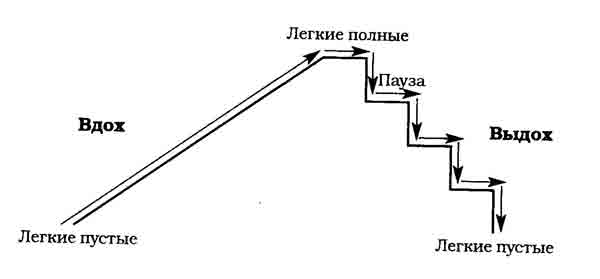 Легкие полные
Пауза
Вдох
Выдох
Легкие пустые
Легкие пустые